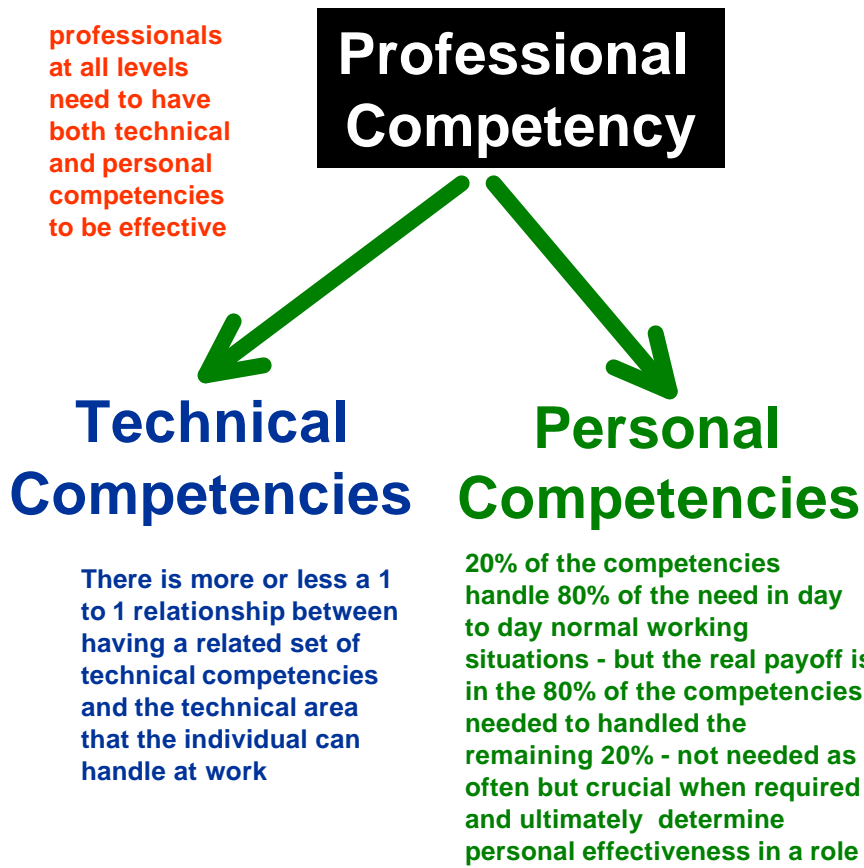 professionals
at all levels
need to have
both technical
and personal
competencies
to be effective
Professional
Competency
Technical
Competencies
There is more or less a 1
to 1 relationship between
having a related set of
technical competencies
and the technical area
that the individual can
handle at work
Personal
Competencies
20% of the competencies
handle 80% of the need in day
to day normal working
situations - but the real payoff is
in the 80% of the competencies
needed to handled the
remaining 20% - not needed as
often but crucial when required
and ultimately determine
personal effectiveness in a role